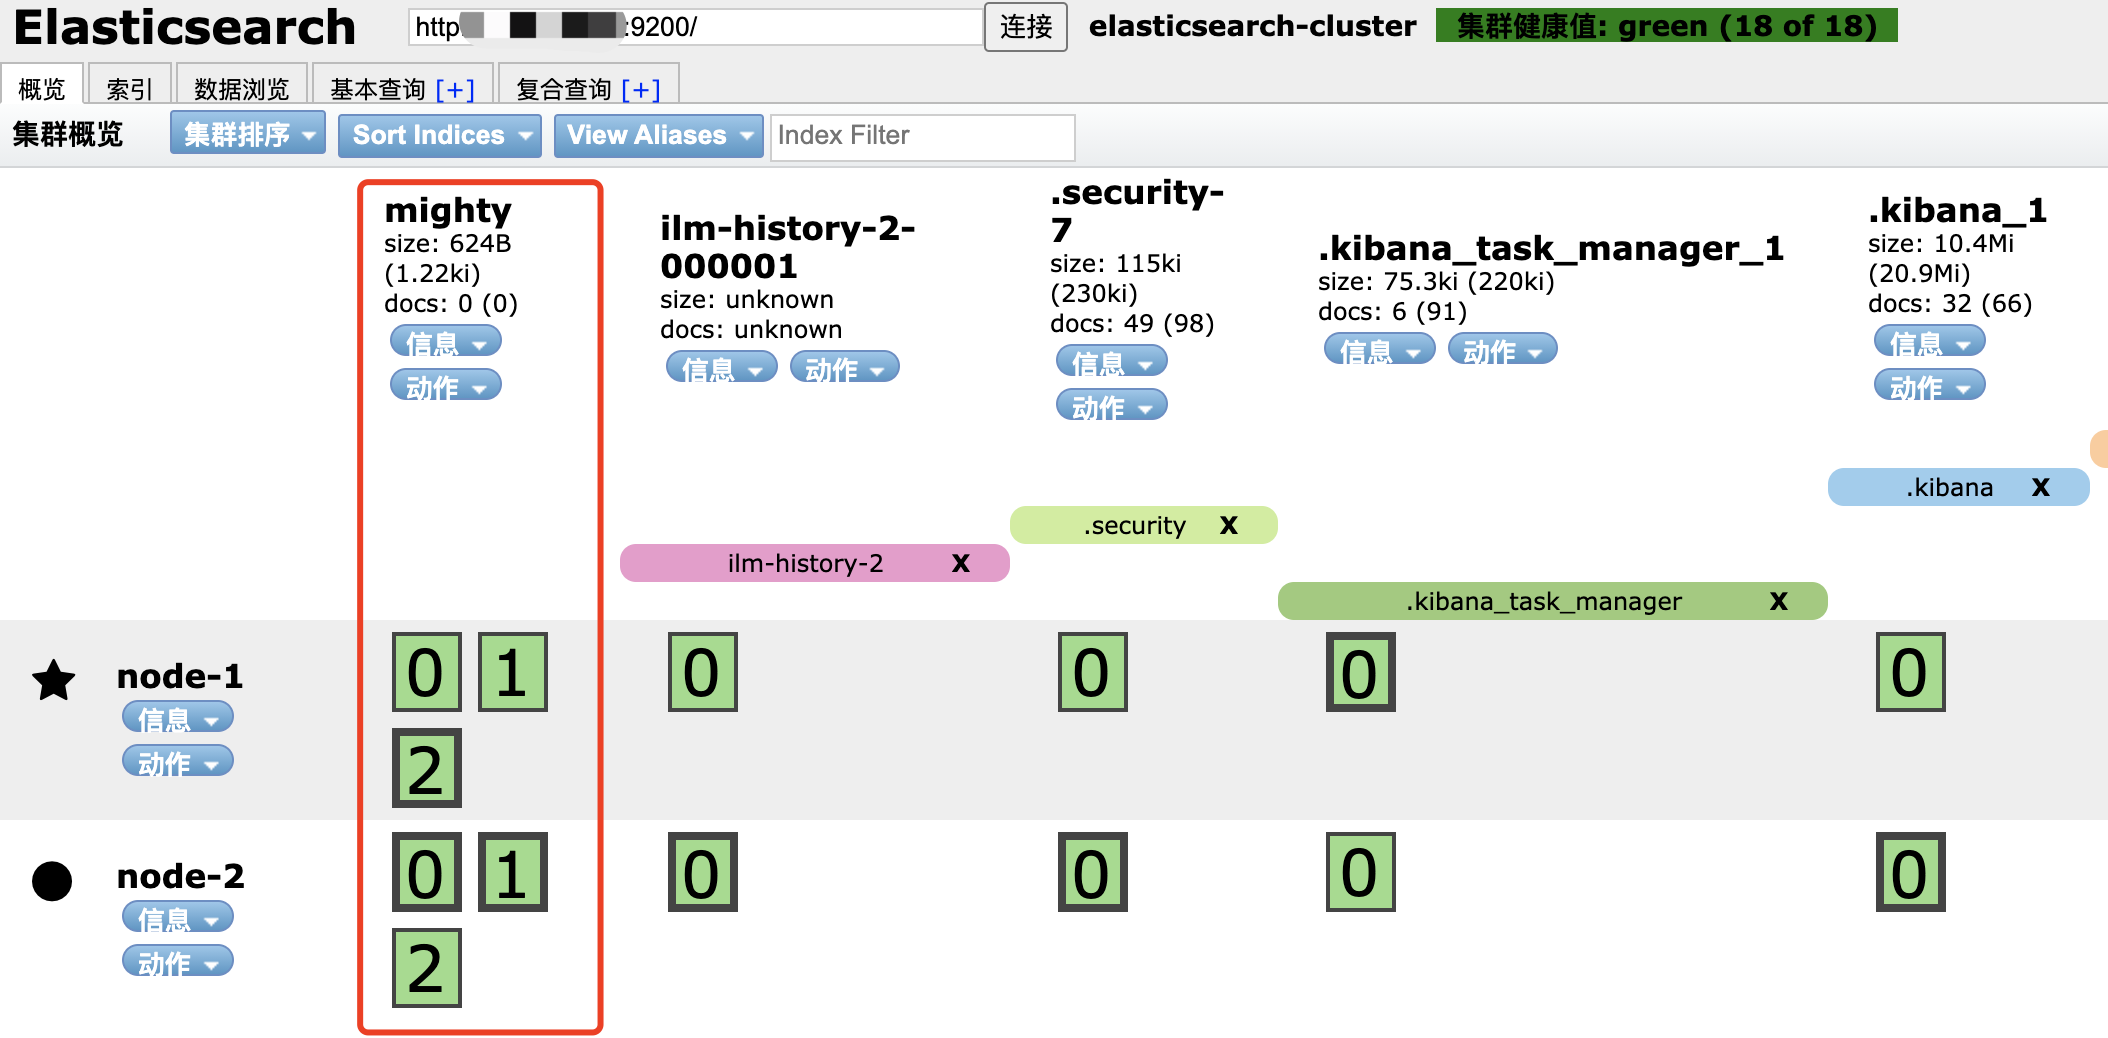 Elasticsearch
http
:9200/
连接
elasticsearch-cluster
集群健康值: green (18 of 18)
概览
索引
数据浏览
基本查询 [+]
复合查询 [+]
集群概览
集群排序
Sort Indices
View Aliases
Index Filter
mighty
size: 624B
(1.22ki)
docs: 0 (0)
信息
动作
ilm-history-2-
000001
size: unknown
docs: unknown
信息 动作
.security-
7
size: 115ki
(230ki)
docs: 49 (98)
信息
动作
.kibana_task_manager_1
size: 75.3ki (220ki)
docs: 6 (91)
信息 动作
.kibana_1
size: 10.4Mi
(20.9Mi)
docs: 32 (66)
信息
动作
.kibana X
.security X
ilm-history-2 X
.kibana_task_manager X
node-1
信息
动作
0 1 0 0 0 0
2
node-2
信息
动作
0 1 0 0 0 0
2